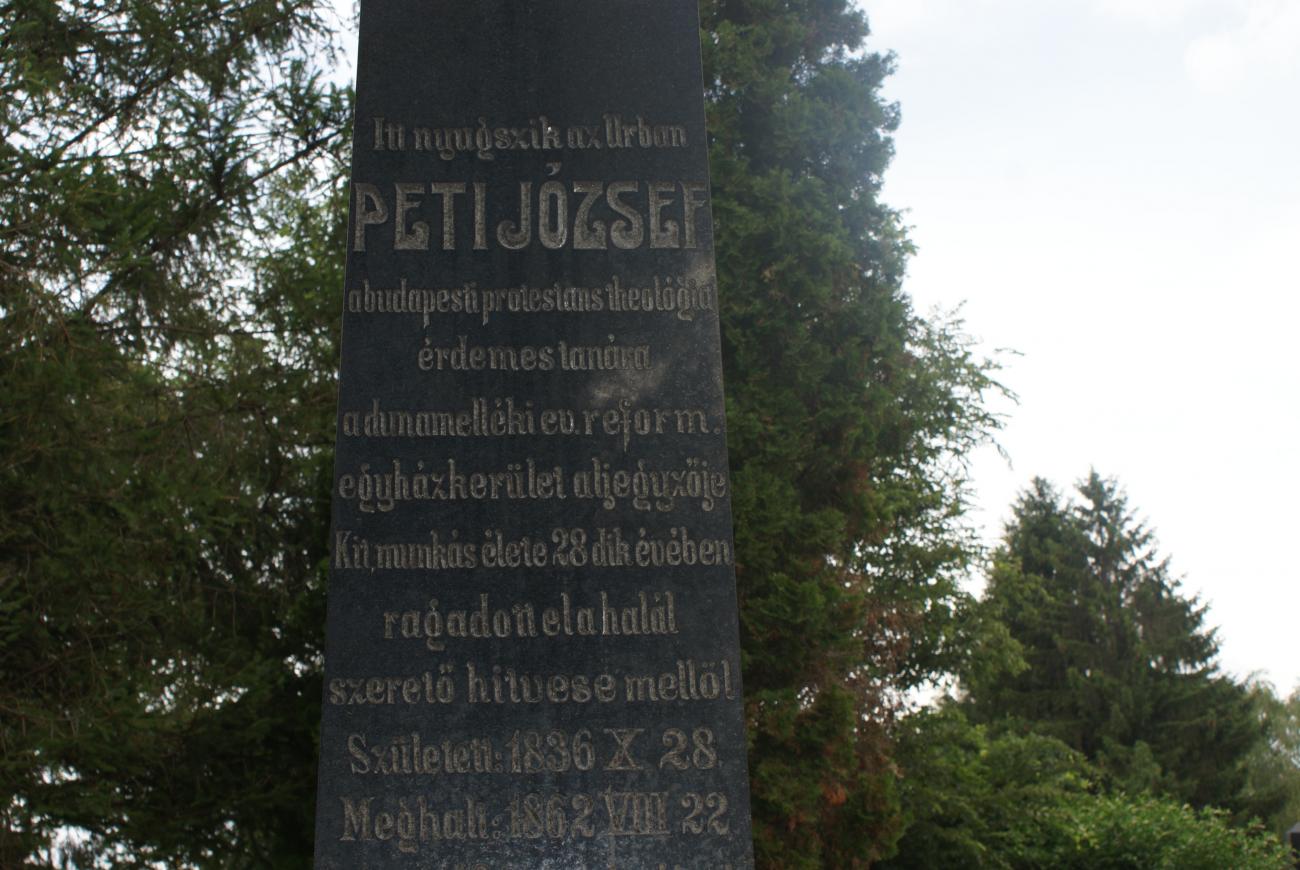 Itt nyugszik az Urban
PETI JÓZSEF
a budapesti protestans theológia
érdemes tanára
a dunamelléki ev. reform.
egyházkerület aljegyzője
Kit, munkás élete 28 dik évében
ragadott el a halál
szerető hitvese mellöl
Született: 1836 X 28.
Meghalt: 1862 VIII 22